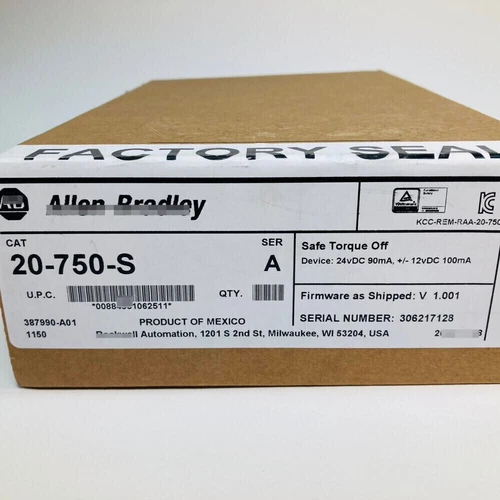 FACTORY SEAL
Allen Bradley
KCC-REM-RAA-20-750
CAT
SER
20-750-S
A
Safe Torque Off
Device: 24vDC 90mA, +/- 12vDC 100mA
U.P.C.
QTY.
Firmware as Shipped: V 1.001
387990-A01
PRODUCT OF MEXICO
SERIAL NUMBER: 306217128
1150
Automation, 1201 S 2nd St, Milwaukee, WI 53204, USA